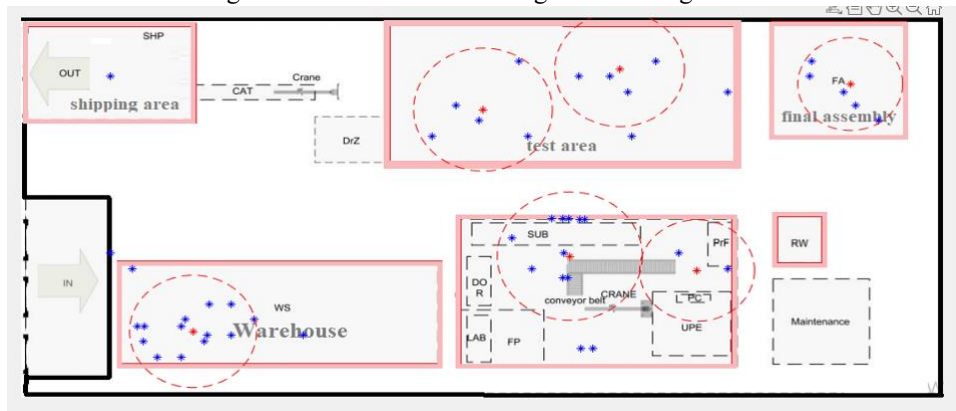 SHP
OUT
shipping area
Crane
CAT
DrZ
test area
FA
final assembly
SUB
PrF
RW
IN
DO
R
WS
Warehouse
conveyor belt
CRANE
PC
LAB
FP
UPE
Maintenance